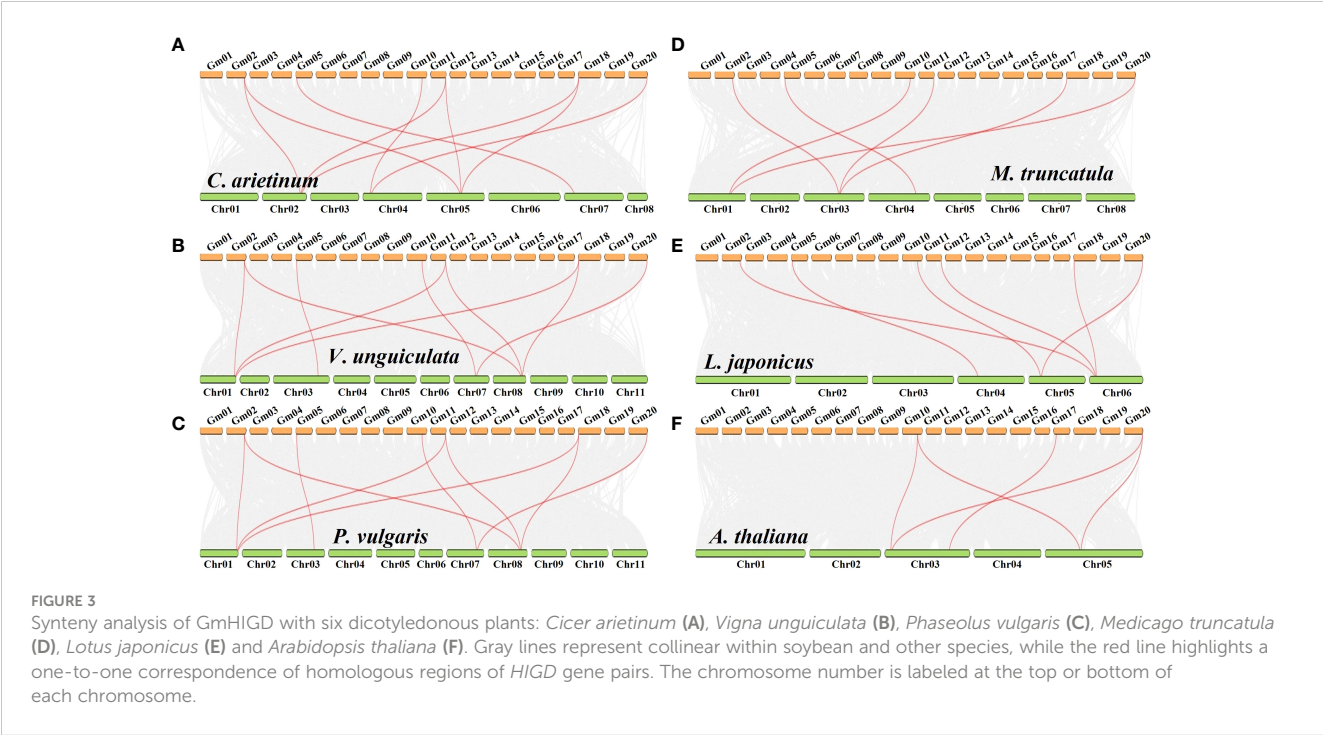 A
Gm01 Gm02 Gm03 Gm04 Gm05 Gm06 Gm07 Gm08 Gm09 Gm10 Gm11 Gm12 Gm13 Gm14 Gm15 Gm16 Gm17 Gm18 Gm19 Gm20
C. arietinum
Chr01 Chr02 Chr03 Chr04 Chr05 Chr06 Chr07 Chr08
B
Gm01 Gm02 Gm03 Gm04 Gm05 Gm06 Gm07 Gm08 Gm09 Gm10 Gm11 Gm12 Gm13 Gm14 Gm15 Gm16 Gm17 Gm18 Gm19 Gm20
V. unguiculata
Chr01 Chr02 Chr03 Chr04 Chr05 Chr06 Chr07 Chr08 Chr09 Chr10 Chr11
C
Gm01 Gm02 Gm03 Gm04 Gm05 Gm06 Gm07 Gm08 Gm09 Gm10 Gm11 Gm12 Gm13 Gm14 Gm15 Gm16 Gm17 Gm18 Gm19 Gm20
P. vulgaris
Chr01 Chr02 Chr03 Chr04 Chr05 Chr06 Chr07 Chr08 Chr09 Chr10 Chr11
D
Gm01 Gm02 Gm03 Gm04 Gm05 Gm06 Gm07 Gm08 Gm09 Gm10 Gm11 Gm12 Gm13 Gm14 Gm15 Gm16 Gm17 Gm18 Gm19 Gm20
M. truncatula
Chr01 Chr02 Chr03 Chr04 Chr05 Chr06 Chr07 Chr08
E
Gm01 Gm02 Gm03 Gm04 Gm05 Gm06 Gm07 Gm08 Gm09 Gm10 Gm11 Gm12 Gm13 Gm14 Gm15 Gm16 Gm17 Gm18 Gm19 Gm20
L. japonicus
Chr01 Chr02 Chr03 Chr04 Chr05 Chr06
F
Gm01 Gm02 Gm03 Gm04 Gm05 Gm06 Gm07 Gm08 Gm09 Gm10 Gm11 Gm12 Gm13 Gm14 Gm15 Gm16 Gm17 Gm18 Gm19 Gm20
A. thaliana
Chr01 Chr02 Chr03 Chr04 Chr05
FIGURE 3
Synteny analysis of GmHIGD with six dicotyledonous plants: Cicer arietinum (A), Vigna unguiculata (B), Phaseolus vulgaris (C), Medicago truncatula
(D), Lotus japonicus (E) and Arabidopsis thaliana (F). Gray lines represent collinear within soybean and other species, while the red line highlights a
one-to-one correspondence of homologous regions of HIGD gene pairs. The chromosome number is labeled at the top or bottom of
each chromosome.